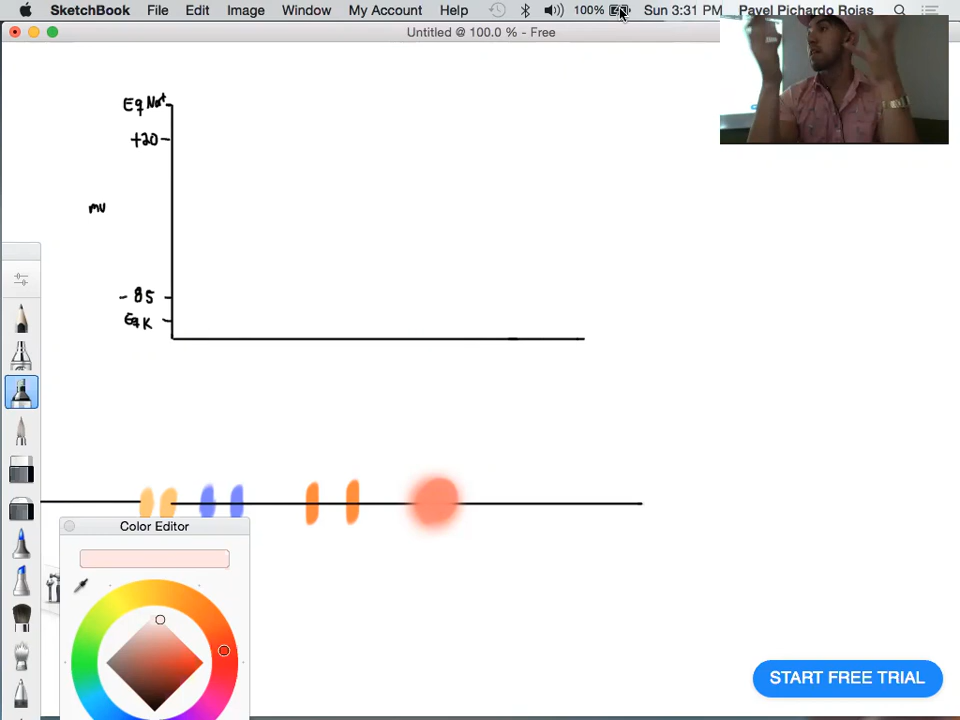 SketchBook File Edit Image Window My Account Help 100% Sun 3:31 PM Pavel Pichardo Rojas
Untitled @ 100.0 % - Free
Eq Na+
+20
mv
- 85
Eq K
Color Editor
START FREE TRIAL